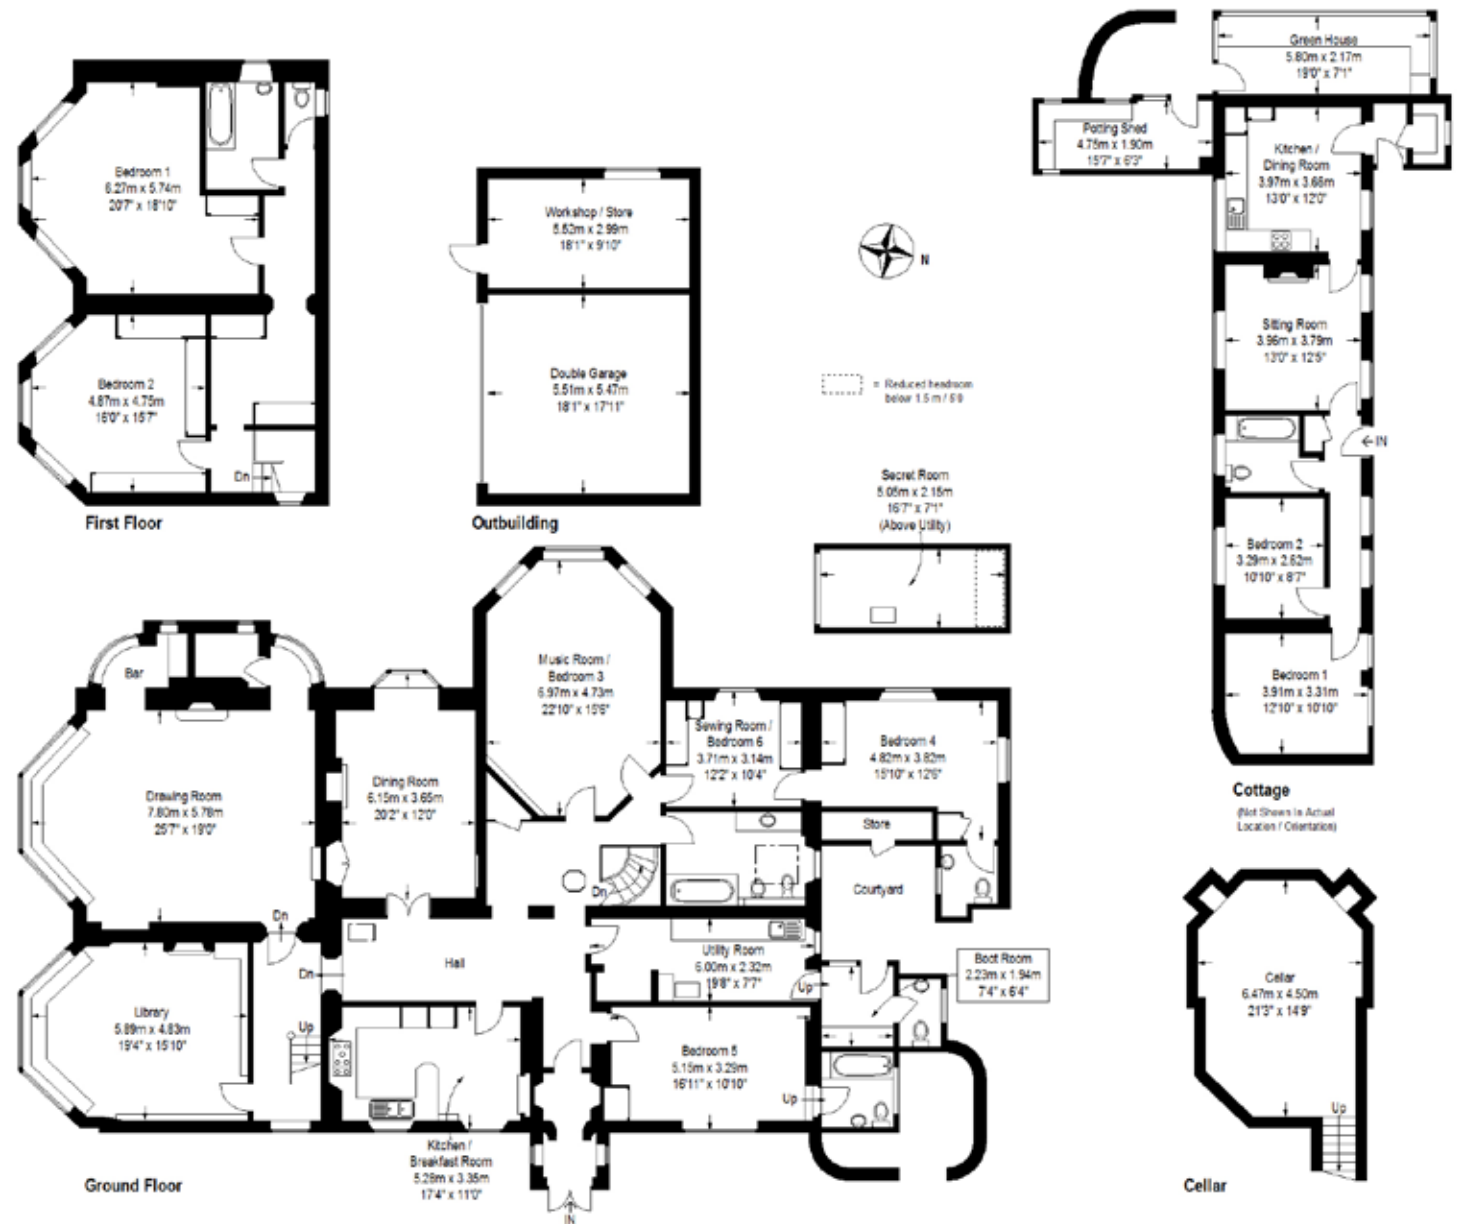 Green House
5.80m x 2.17m
19'0" x 7'1"
Potting Shed
4.75m x 1.90m
15'7" x 6'3"
Kitchen /
Dining Room
3.97m x 3.66m
13'0" x 12'0"
Sitting Room
3.96m x 3.79m
13'0" x 12'5"
IN
Bedroom 2
3.29m x 2.62m
10'10" x 8'7"
Bedroom 1
3.91m x 3.31m
12'10" x 10'10"
Cottage
(Not Shown In Actual
Location / Orientation)
Bedroom 1
6.27m x 5.74m
20'7" x 18'10"
Bedroom 2
4.87m x 4.75m
16'0" x 15'7"
Dn
First Floor
Workshop / Store
5.52m x 2.99m
18'1" x 9'10"
Double Garage
5.51m x 5.47m
18'1" x 17'11"
Outbuilding
N
= Reduced headroom
below 1.5 m / 5'0
Secret Room
5.05m x 2.15m
16'7" x 7'1"
(Above Utility)
Bar
Drawing Room
7.80m x 5.78m
25'7" x 19'0"
Dn
Library
5.89m x 4.83m
19'4" x 15'10"
Up
Dn
Dining Room
6.15m x 3.65m
20'2" x 12'0"
Hall
Music Room /
Bedroom 3
6.97m x 4.73m
22'10" x 15'6"
Dn
Sewing Room /
Bedroom 6
3.71m x 3.14m
12'2" x 10'4"
Bedroom 4
4.82m x 3.82m
15'10" x 12'6"
Store
Courtyard
Utility Room
6.00m x 2.32m
19'8" x 7'7"
Up
Boot Room
2.23m x 1.94m
7'4" x 6'4"
Bedroom 5
5.15m x 3.29m
16'11" x 10'10"
Up
Kitchen /
Breakfast Room
5.28m x 3.35m
17'4" x 11'0"
IN
Ground Floor
Cellar
6.47m x 4.50m
21'3" x 14'9"
Up
Cellar